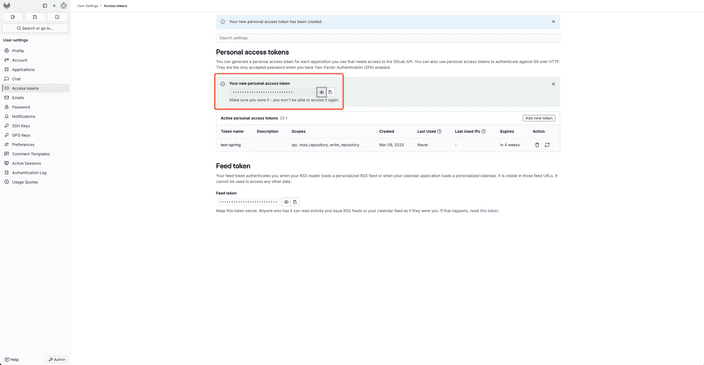 User Settings > Access tokens
Search or go to...
User settings
Profile
Account
Applications
Chat
Access tokens
Emails
Password
Notifications
SSH Keys
GPG Keys
Preferences
Comment Templates
Active Sessions
Authentication Log
Usage Quotas
Help
Admin
Your new personal access token has been created.
Search settings
Personal access tokens
You can generate a personal access token for each application you use that needs access to the GitLab API. You can also use personal access tokens to authenticate against Git over HTTP.
They are the only accepted password when you have Two-Factor Authentication (2FA) enabled.
Your new personal access token
Make sure you save it - you won't be able to access it again.
Active personal access tokens 1
Add new token
Token name Description Scopes Created Last Used Last Used IPs Expires Action
test-spring api, read_repository, write_repository Mar 09, 2025 Never - in 4 weeks
Feed token
Your feed token authenticates you when your RSS reader loads a personalized RSS feed or when your calendar application loads a personalized calendar. It is visible in those feed URLs. It
cannot be used to access any other data.
Feed token
Keep this token secret. Anyone who has it can read activity and issue RSS feeds or your calendar feed as if they were you. If that happens, reset this token.